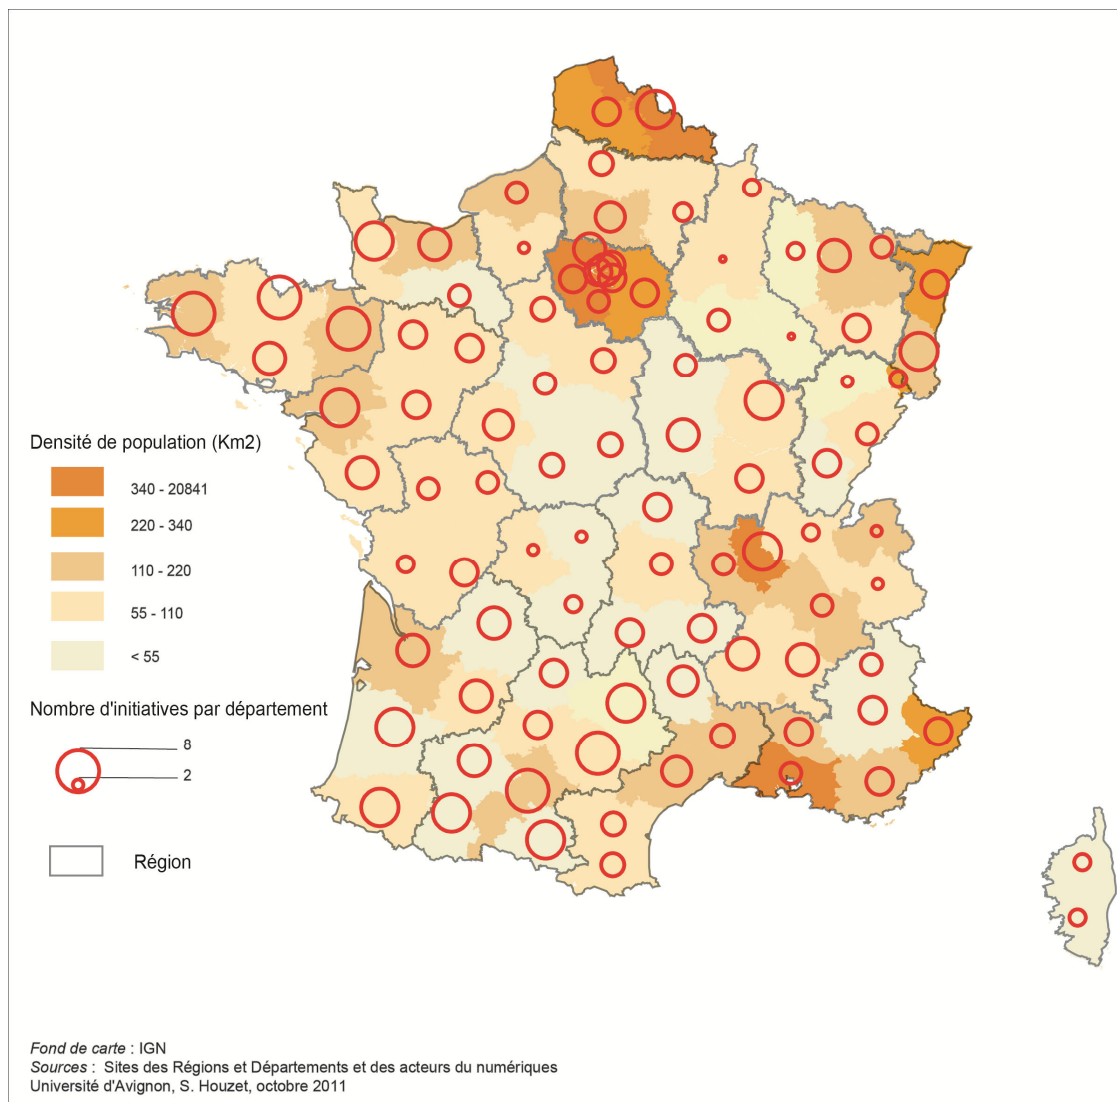 Densité de population (Km2)
340 - 20841
220 - 340
110 - 220
55 - 110
< 55
Nombre d'initiatives par département
8
2
Région
Fond de carte : IGN
Sources : Sites des Régions et Départements et des acteurs du numériques
Université d'Avignon, S. Houzet, octobre 2011